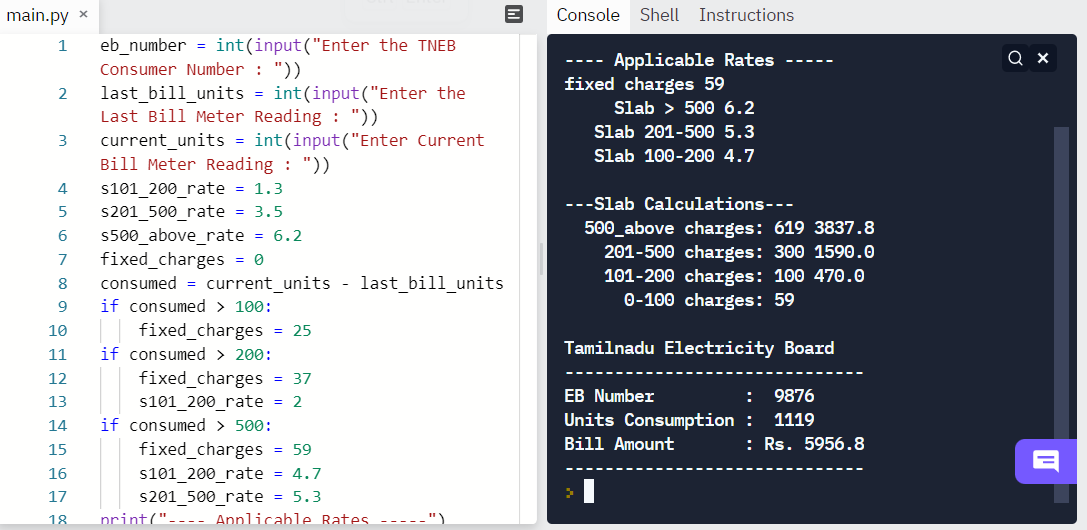 main.py ×
1 eb_number = int(input("Enter the TNEB
Consumer Number : "))
2 last_bill_units = int(input("Enter the
Last Bill Meter Reading : "))
3 current_units = int(input("Enter Current
Bill Meter Reading : "))
4 s101_200_rate = 1.3
5 s201_500_rate = 3.5
6 s500_above_rate = 6.2
7 fixed_charges = 0
8 consumed = current_units - last_bill_units
9 if consumed > 100:
10     fixed_charges = 25
11 if consumed > 200:
12     fixed_charges = 37
13     s101_200_rate = 2
14 if consumed > 500:
15     fixed_charges = 59
16     s101_200_rate = 4.7
17     s201_500_rate = 5.3
18 print("---- Applicable Rates -----")
Console Shell Instructions
---- Applicable Rates -----
fixed charges 59
Slab > 500 6.2
Slab 201-500 5.3
Slab 100-200 4.7
---Slab Calculations---
500_above charges: 619 3837.8
201-500 charges: 300 1590.0
101-200 charges: 100 470.0
0-100 charges: 59
Tamilnadu Electricity Board
------------------------------
EB Number : 9876
Units Consumption : 1119
Bill Amount : Rs. 5956.8
------------------------------
>